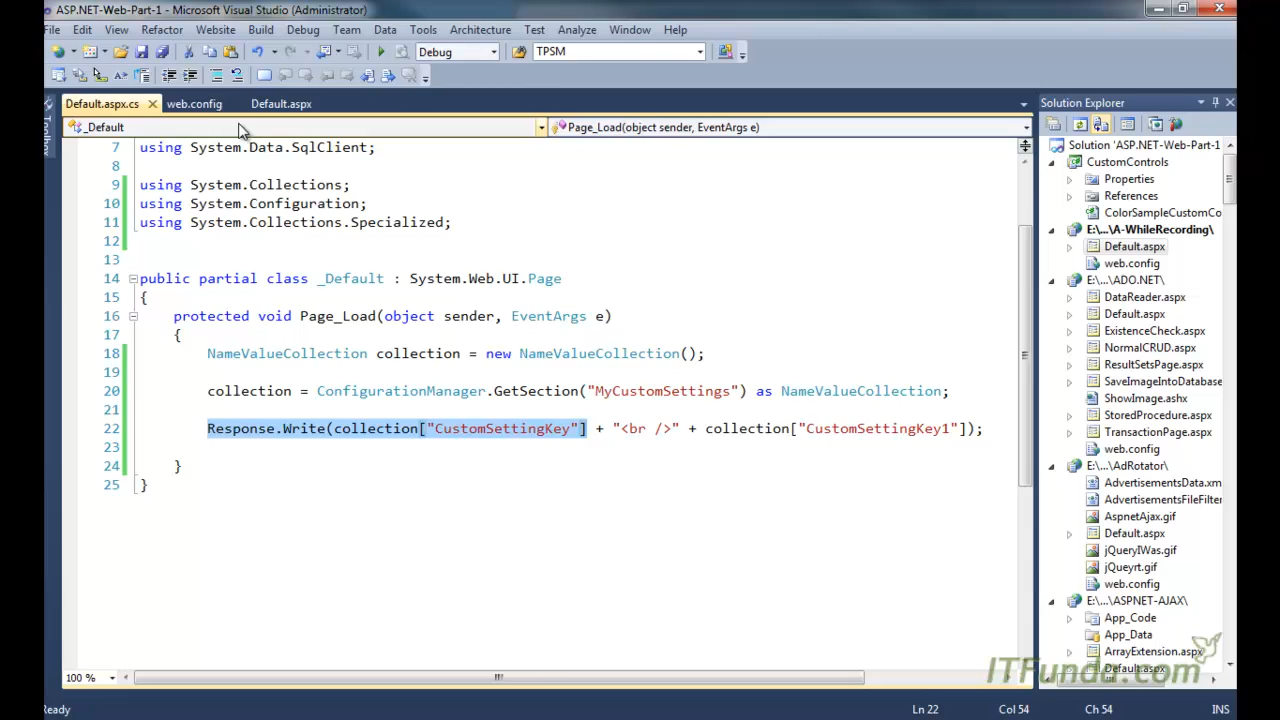 ASP.NET-Web-Part-1 - Microsoft Visual Studio (Administrator)
File Edit View Refactor Website Build Debug Team Data Tools Architecture Test Analyze Window Help
Debug TPSM
Default.aspx.cs web.config Default.aspx
_Default Page_Load(object sender, EventArgs e)
7 using System.Data.SqlClient;
8
9 using System.Collections;
10 using System.Configuration;
11 using System.Collections.Specialized;
12
13
14 public partial class _Default : System.Web.UI.Page
15 {
16 protected void Page_Load(object sender, EventArgs e)
17 {
18 NameValueCollection collection = new NameValueCollection();
19
20 collection = ConfigurationManager.GetSection("MyCustomSettings") as NameValueCollection;
21
22 Response.Write(collection["CustomSettingKey"] + "<br />" + collection["CustomSettingKey1"]);
23
24 }
25 }
100 %
Toolbox
Solution Explorer
Solution 'ASP.NET-Web-Part-1
CustomControls
Properties
References
ColorSampleCustomCo
E:\...\A-WhileRecording\
Default.aspx
web.config
E:\...\ADO.NET\
DataReader.aspx
Default.aspx
ExistenceCheck.aspx
NormalCRUD.aspx
ResultSetsPage.aspx
SaveImageIntoDatabase
ShowImage.ashx
StoredProcedure.aspx
TransactionPage.aspx
web.config
E:\...\AdRotator\
AdvertisementsData.xm
AdvertisementsFileFilter
AspnetAjax.gif
Default.aspx
jQueryIWas.gif
jQueyrt.gif
web.config
E:\...\ASPNET-AJAX\
App_Code
App_Data
ArrayExtension.aspx
Default.aspx
ITFunda.com
Ready Ln 22 Col 54 Ch 54 INS